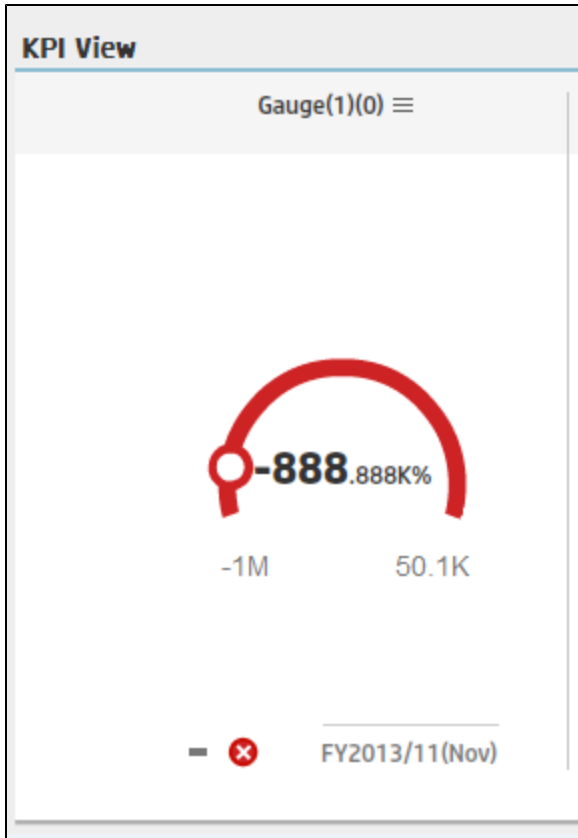 KPI View
Gauge(1)(0)
-888.888K%
-1M 50.1K
FY2013/11(Nov)